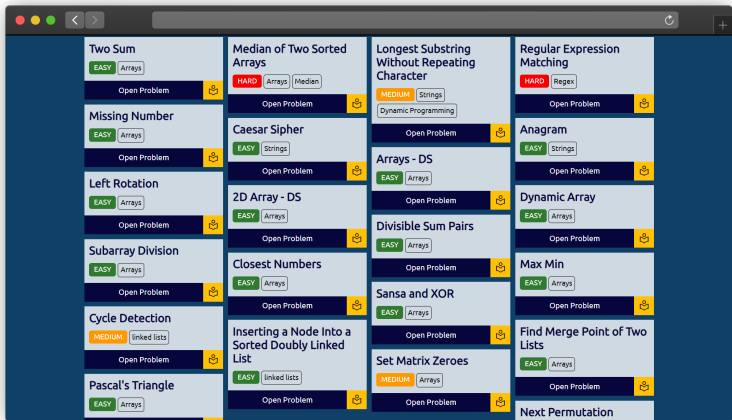 Two Sum
EASY Arrays
Open Problem
Missing Number
EASY Arrays
Open Problem
Left Rotation
EASY Arrays
Open Problem
Subarray Division
EASY Arrays
Open Problem
Cycle Detection
MEDIUM linked lists
Open Problem
Pascal's Triangle
EASY Arrays
Median of Two Sorted
Arrays
HARD Arrays Median
Open Problem
Caesar Sipher
EASY Strings
Open Problem
2D Array - DS
EASY Arrays
Open Problem
Closest Numbers
EASY Arrays
Open Problem
Inserting a Node Into a
Sorted Doubly Linked
List
EASY linked lists
Open Problem
Longest Substring
Without Repeating
Character
MEDIUM Strings
Dynamic Programming
Open Problem
Arrays - DS
EASY Arrays
Open Problem
Divisible Sum Pairs
EASY Arrays
Open Problem
Sansa and XOR
EASY Arrays
Open Problem
Set Matrix Zeroes
MEDIUM Arrays
Open Problem
Regular Expression
Matching
HARD Regex
Open Problem
Anagram
EASY Strings
Open Problem
Dynamic Array
EASY Arrays
Open Problem
Max Min
EASY Arrays
Open Problem
Find Merge Point of Two
Lists
EASY Arrays
Open Problem
Next Permutation